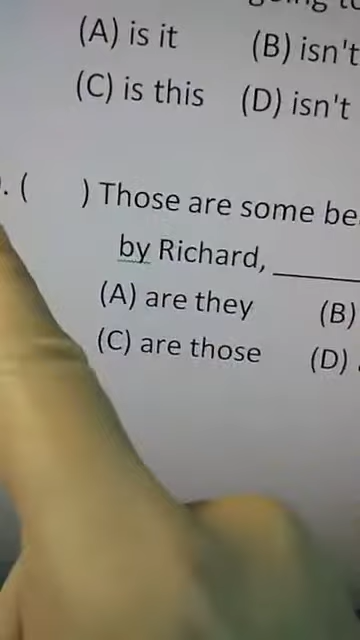 (A) is it (B) isn't
(C) is this (D) isn't
. ( ) Those are some be
by Richard,
(A) are they (B)
(C) are those (D)